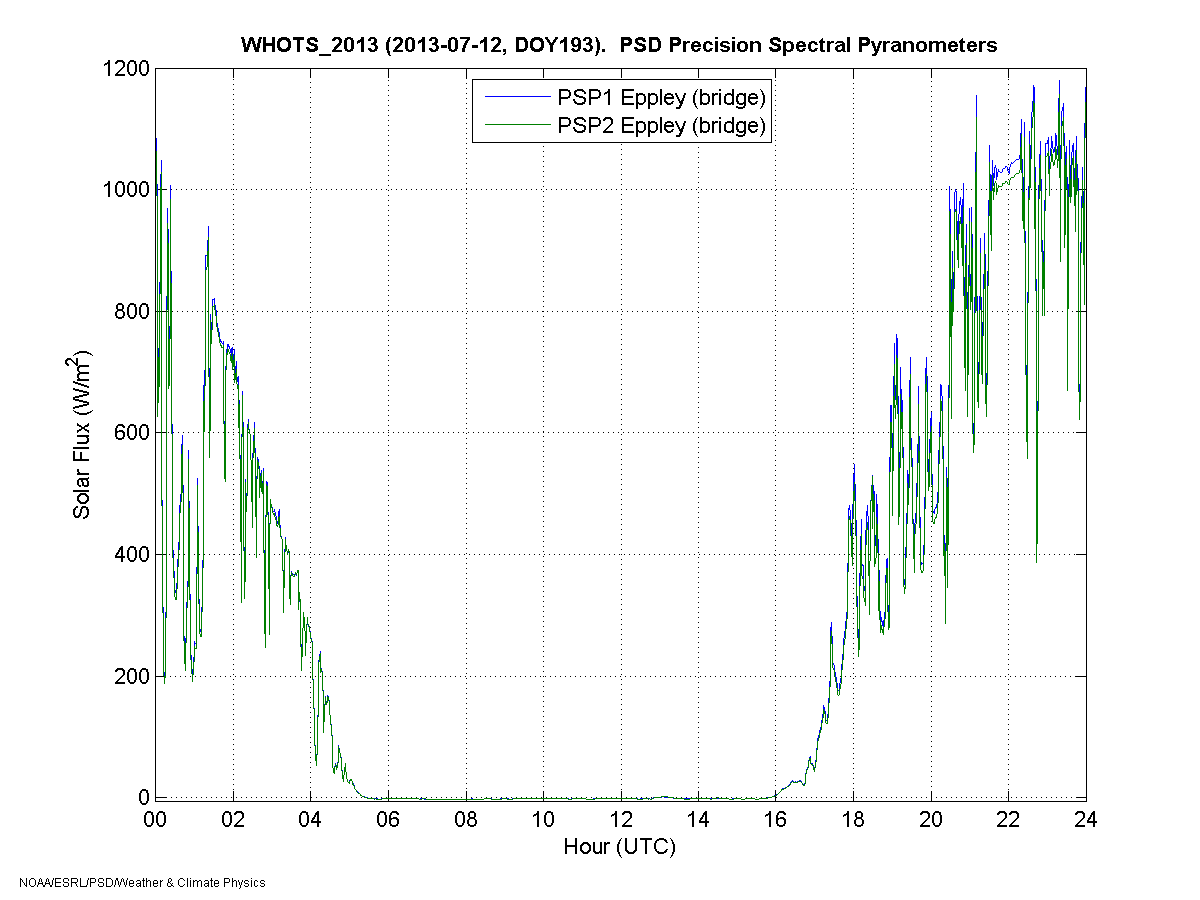 WHOTS_2013 (2013-07-12, DOY193).  PSD Precision Spectral Pyranometers
PSP1 Eppley (bridge)
PSP2 Eppley (bridge)
Solar Flux (W/m²)
1200
1000
800
600
400
200
0
00 02 04 06 08 10 12 14 16 18 20 22 24
Hour (UTC)
NOAA/ESRL/PSD/Weather & Climate Physics